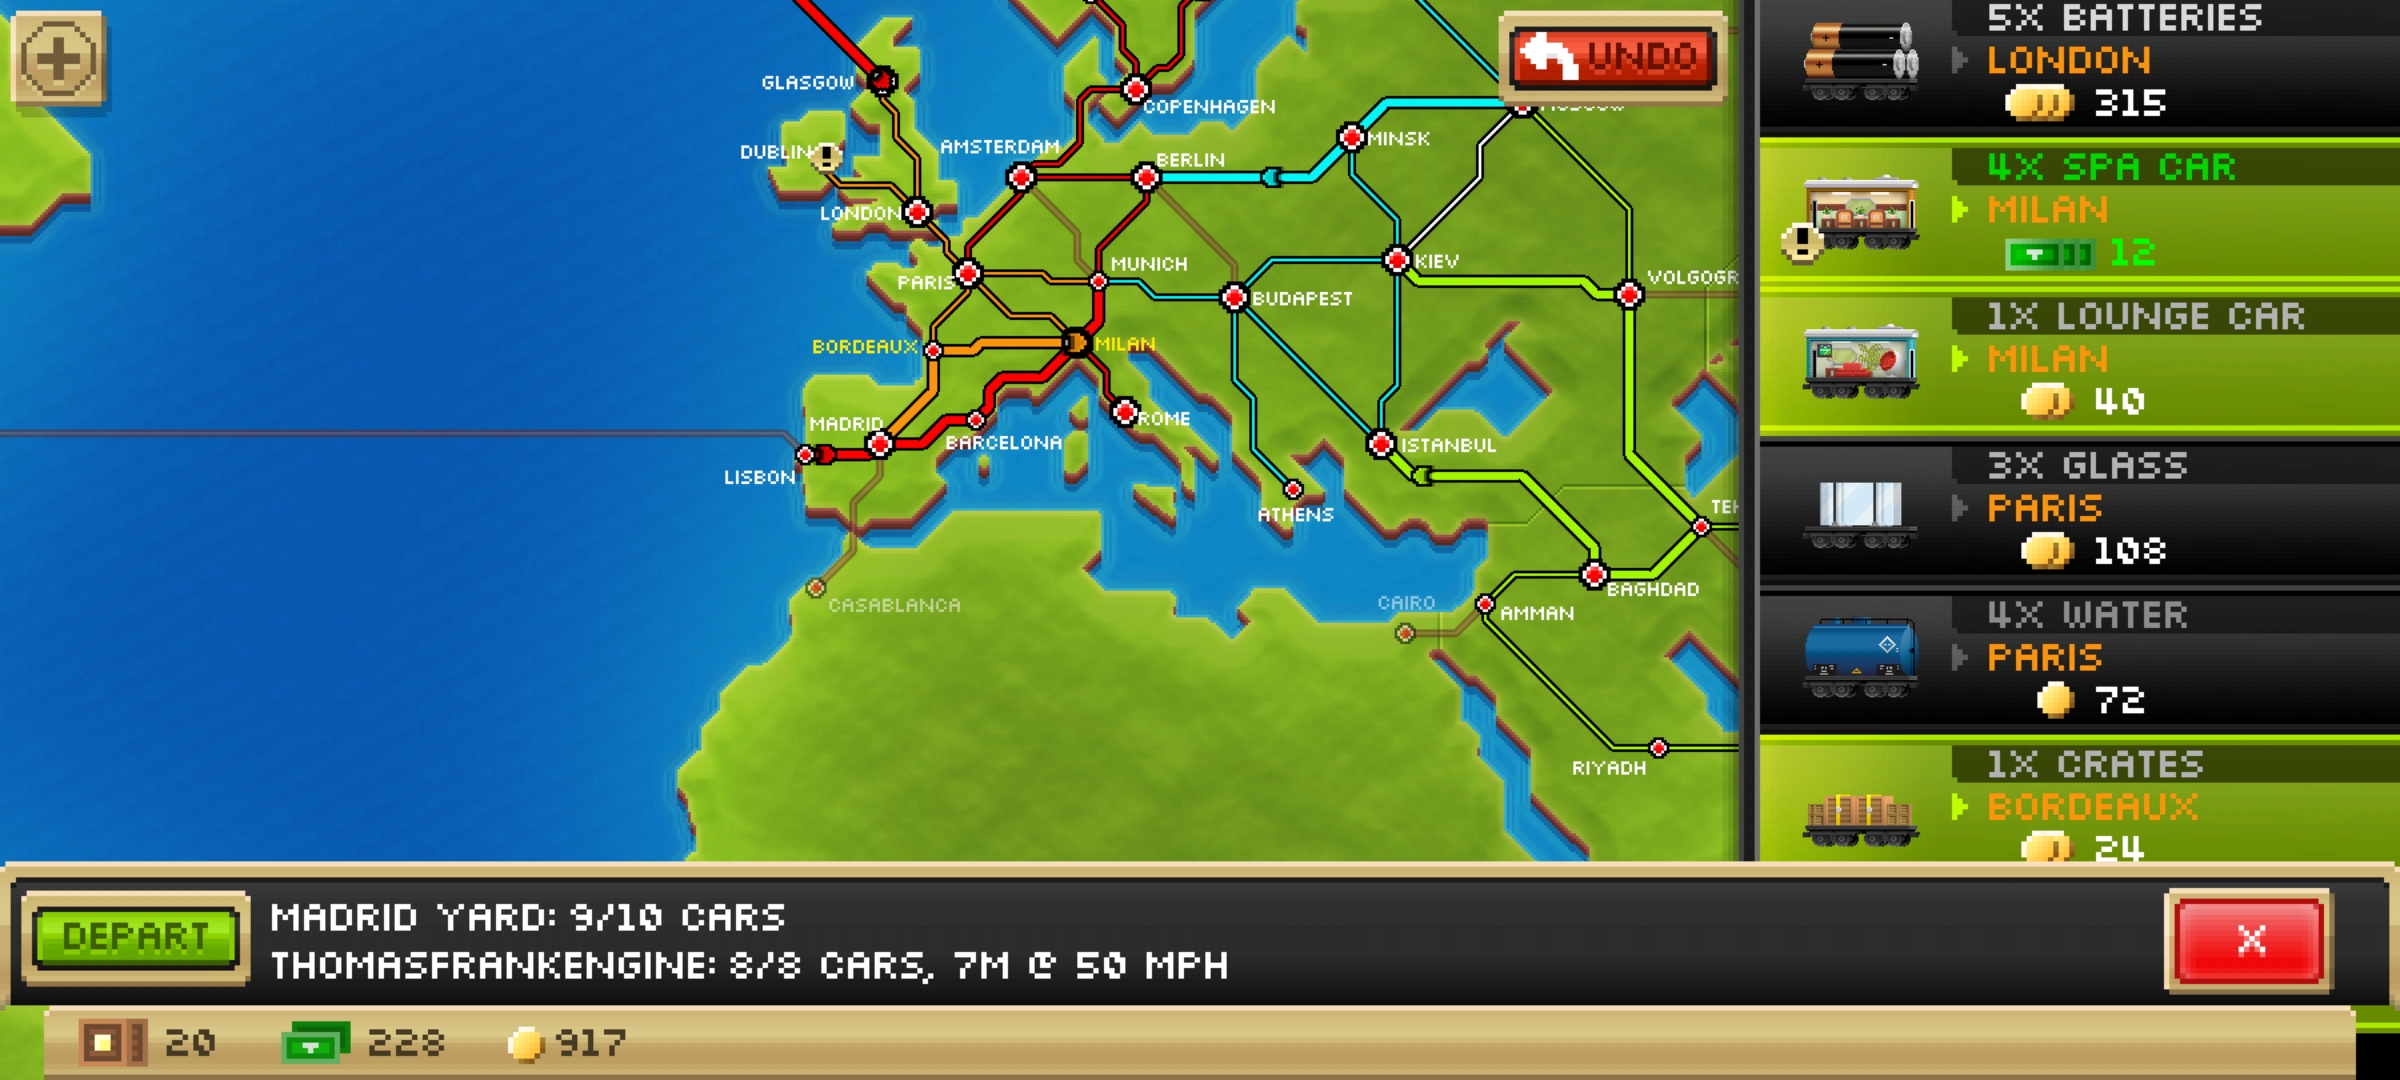 GLASGOW
COPENHAGEN
UNDO
DUBLIN
AMSTERDAM
BERLIN
MINSK
LONDON
PARIS
MUNICH
BUDAPEST
KIEV
VOLGOGR
BORDEAUX
MILAN
MADRID
BARCELONA
ROME
ISTANBUL
LISBON
ATHENS
TEH
CASABLANCA
CAIRO
AMMAN
BAGHDAD
RIYADH
5X BATTERIES
LONDON
315
4X SPA CAR
MILAN
12
1X LOUNGE CAR
MILAN
40
3X GLASS
PARIS
108
4X WATER
PARIS
72
1X CRATES
BORDEAUX
24
DEPART
MADRID YARD: 9/10 CARS
THOMASFRANKENGINE: 8/8 CARS, 7M @ 50 MPH
X
20
228
917